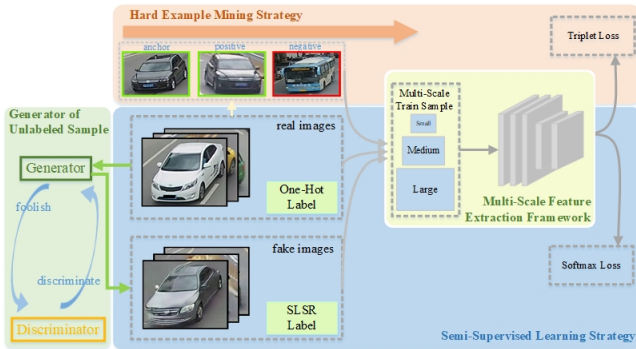 Hard Example Mining Strategy
anchor
positive
negative
Triplet Loss
Generator of
Unlabeled Sample
Generator
foolish
discriminate
Discriminator
real images
One-Hot
Label
fake images
SLSR
Label
Multi-Scale
Train Sample
Small
Medium
Large
Multi-Scale Feature
Extraction Framework
Softmax Loss
Semi-Supervised Learning Strategy